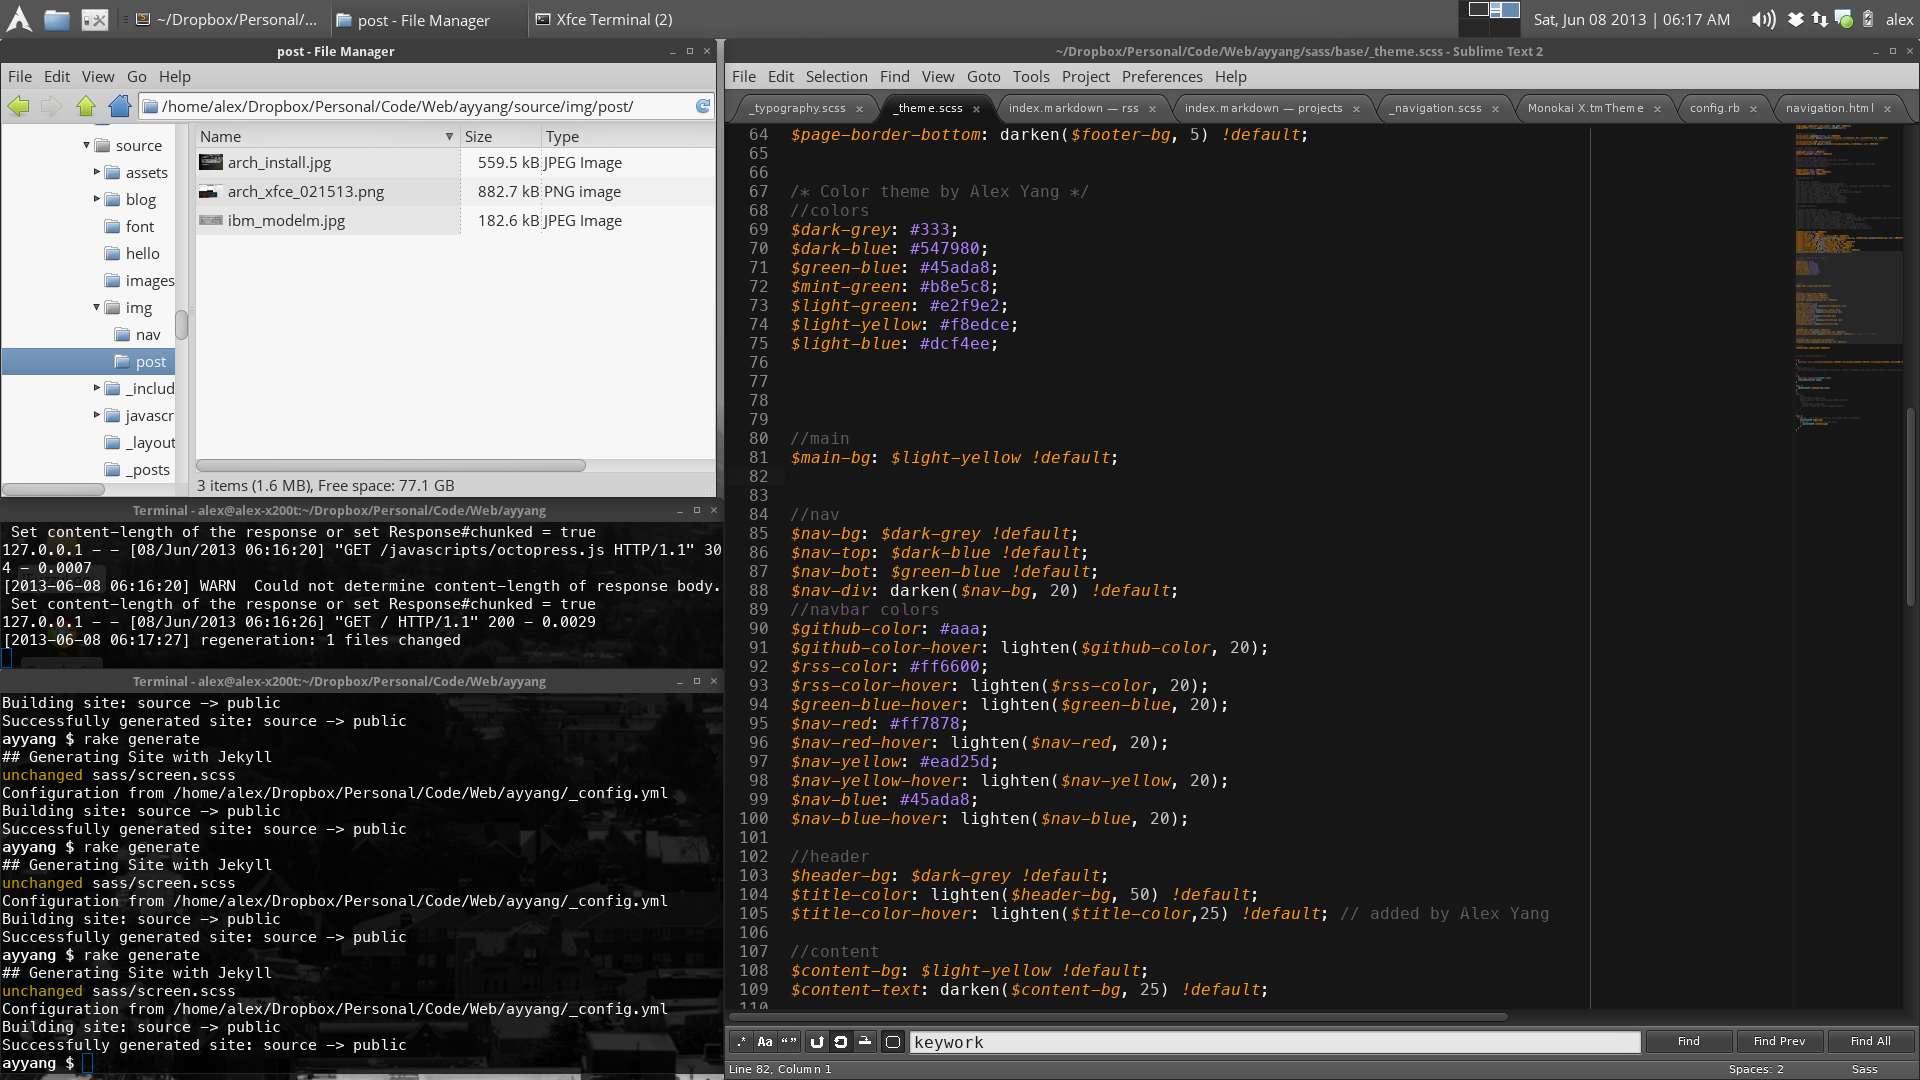 ~/Dropbox/Personal/...
post - File Manager
Xfce Terminal (2)
Sat, Jun 08 2013 | 06:17 AM
alex
post - File Manager
File Edit View Go Help
/home/alex/Dropbox/Personal/Code/Web/ayyang/source/img/post/
source
assets
blog
font
hello
images
img
nav
post
_includ
javascr
_layout
_posts
Name Size Type
arch_install.jpg 559.5 kB JPEG Image
arch_xfce_021513.png 882.7 kB PNG image
ibm_modelm.jpg 182.6 kB JPEG Image
3 items (1.6 MB), Free space: 77.1 GB
Terminal - alex@alex-x200t:~/Dropbox/Personal/Code/Web/ayyang
Set content-length of the response or set Response#chunked = true
127.0.0.1 - - [08/Jun/2013 06:16:20] "GET /javascripts/octopress.js HTTP/1.1" 30
4 - 0.0007
[2013-06-08 06:16:20] WARN  Could not determine content-length of response body.
Set content-length of the response or set Response#chunked = true
127.0.0.1 - - [08/Jun/2013 06:16:26] "GET / HTTP/1.1" 200 - 0.0029
[2013-06-08 06:17:27] regeneration: 1 files changed
Terminal - alex@alex-x200t:~/Dropbox/Personal/Code/Web/ayyang
Building site: source -> public
Successfully generated site: source -> public
ayyang $ rake generate
## Generating Site with Jekyll
unchanged sass/screen.scss
Configuration from /home/alex/Dropbox/Personal/Code/Web/ayyang/_config.yml
Building site: source -> public
Successfully generated site: source -> public
ayyang $ rake generate
## Generating Site with Jekyll
unchanged sass/screen.scss
Configuration from /home/alex/Dropbox/Personal/Code/Web/ayyang/_config.yml
Building site: source -> public
Successfully generated site: source -> public
ayyang $ rake generate
## Generating Site with Jekyll
unchanged sass/screen.scss
Configuration from /home/alex/Dropbox/Personal/Code/Web/ayyang/_config.yml
Building site: source -> public
Successfully generated site: source -> public
ayyang $
~/Dropbox/Personal/Code/Web/ayyang/sass/base/_theme.scss - Sublime Text 2
File Edit Selection Find View Goto Tools Project Preferences Help
_typography.scss × _theme.scss × index.markdown — rss × index.markdown — projects × _navigation.scss × Monokai X.tmTheme × config.rb × navigation.html ×
64 $page-border-bottom: darken($footer-bg, 5) !default;
65
66
67 /* Color theme by Alex Yang */
68 //colors
69 $dark-grey: #333;
70 $dark-blue: #547980;
71 $green-blue: #45ada8;
72 $mint-green: #b8e5c8;
73 $light-green: #e2f9e2;
74 $light-yellow: #f8edce;
75 $light-blue: #dcf4ee;
76
77
78
79
80 //main
81 $main-bg: $light-yellow !default;
82
83
84 //nav
85 $nav-bg: $dark-grey !default;
86 $nav-top: $dark-blue !default;
87 $nav-bot: $green-blue !default;
88 $nav-div: darken($nav-bg, 20) !default;
89 //navbar colors
90 $github-color: #aaa;
91 $github-color-hover: lighten($github-color, 20);
92 $rss-color: #ff6600;
93 $rss-color-hover: lighten($rss-color, 20);
94 $green-blue-hover: lighten($green-blue, 20);
95 $nav-red: #ff7878;
96 $nav-red-hover: lighten($nav-red, 20);
97 $nav-yellow: #ead25d;
98 $nav-yellow-hover: lighten($nav-yellow, 20);
99 $nav-blue: #45ada8;
100 $nav-blue-hover: lighten($nav-blue, 20);
101
102 //header
103 $header-bg: $dark-grey !default;
104 $title-color: lighten($header-bg, 50) !default;
105 $title-color-hover: lighten($title-color,25) !default; // added by Alex Yang
106
107 //content
108 $content-bg: $light-yellow !default;
109 $content-text: darken($content-bg, 25) !default;
110
.* Aa “” keywork Find Find Prev Find All
Line 82, Column 1 Spaces: 2 Sass